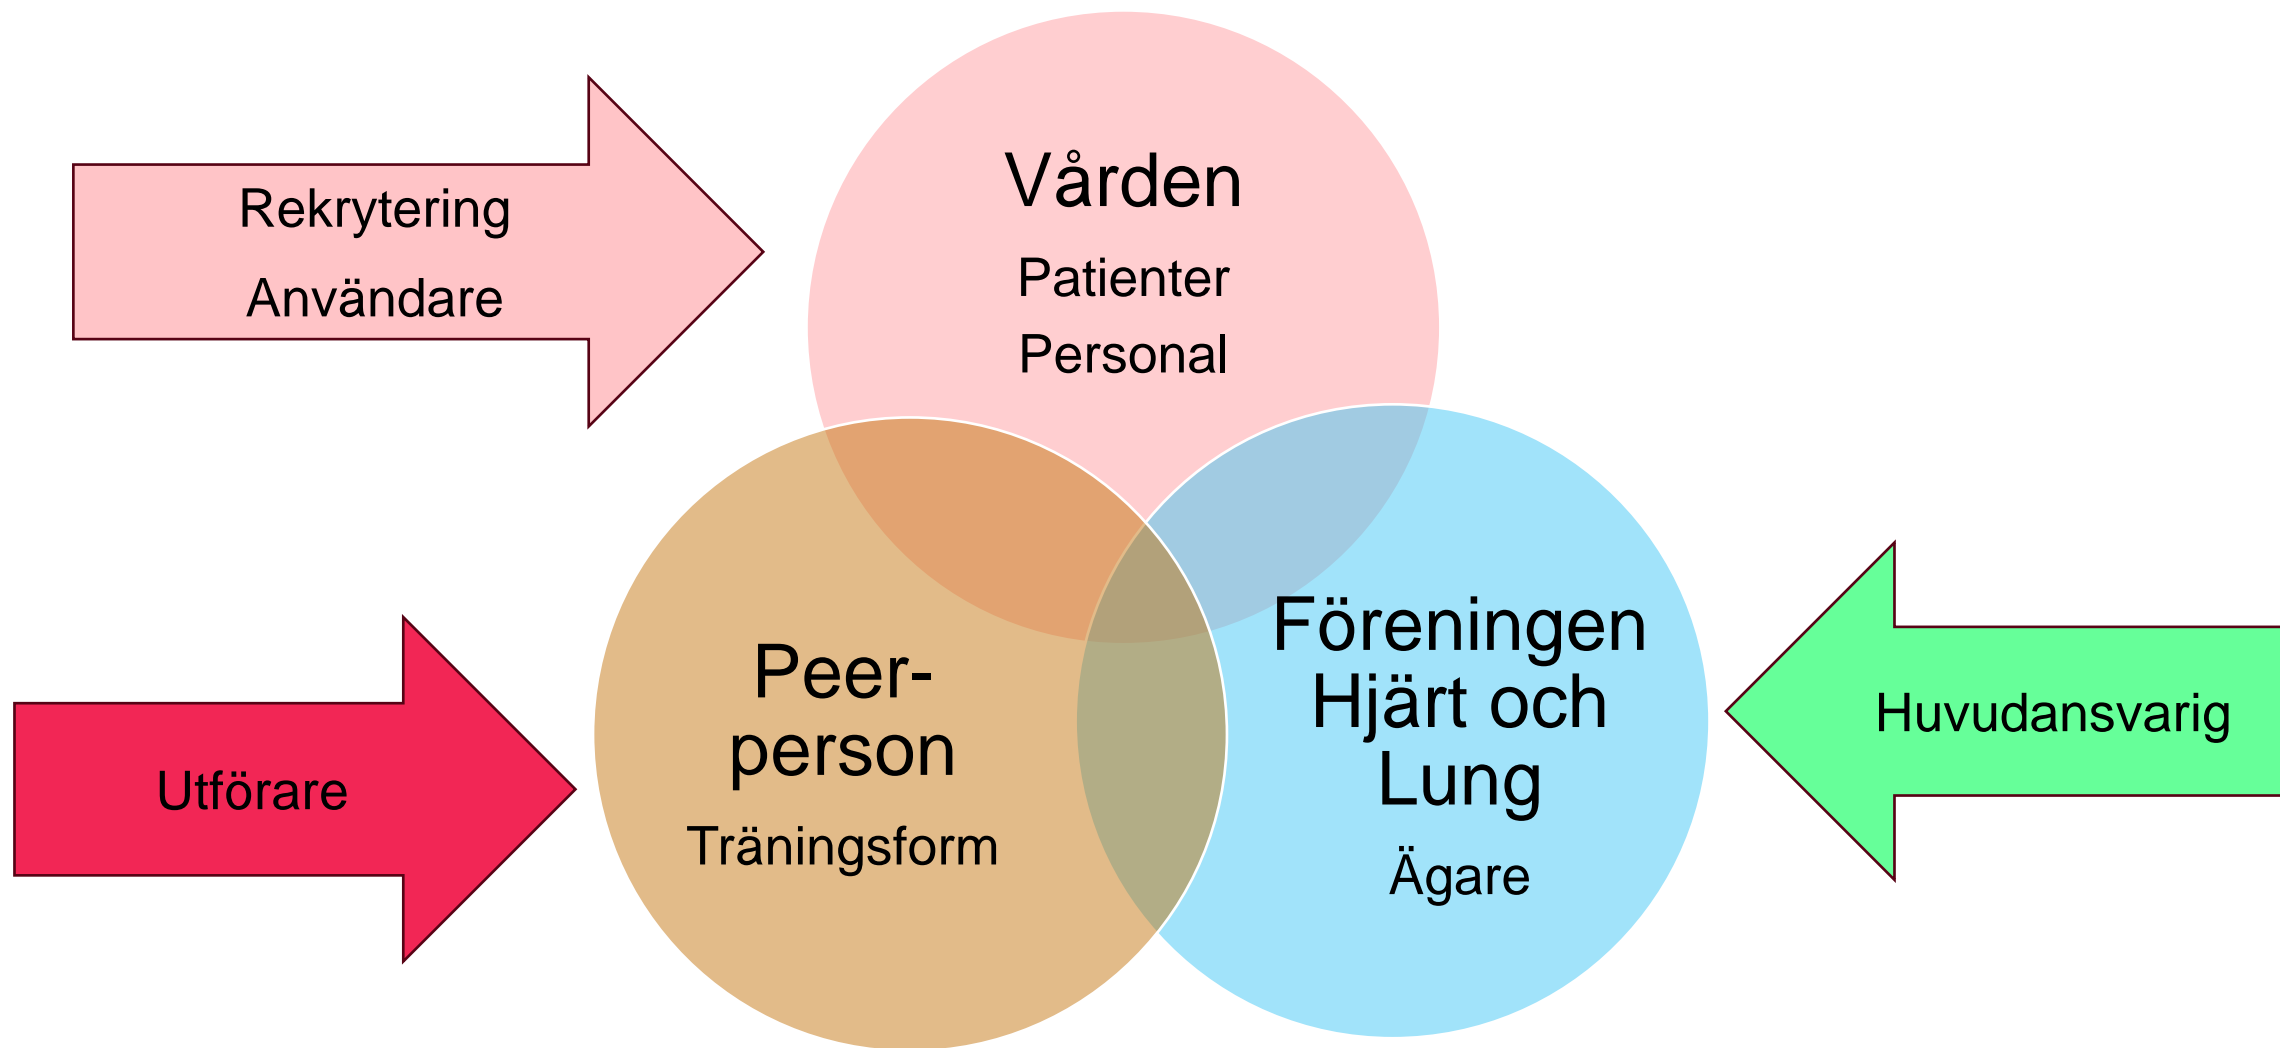 Rekrytering
Användare
Vården
Patienter
Personal
Utförare
Peer-
person
Träningsform
Föreningen
Hjärt och
Lung
Ägare
Huvudansvarig